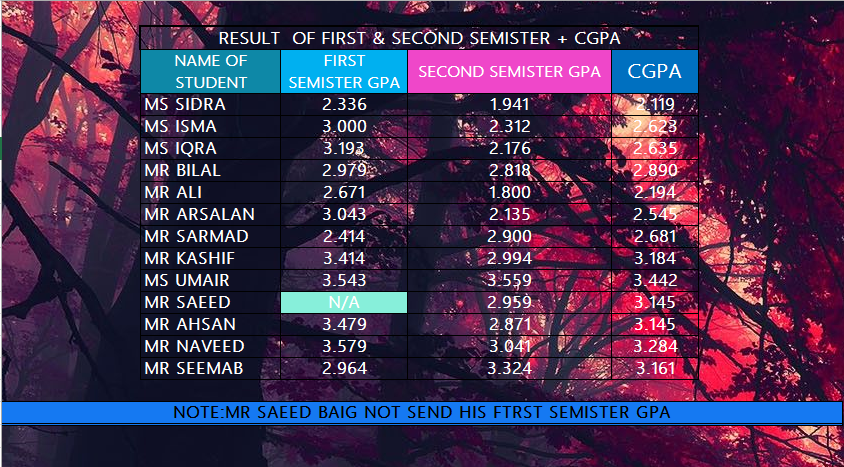 RESULT OF FIRST & SECOND SEMISTER + CGPA
NAME OF STUDENT FIRST SEMISTER GPA SECOND SEMISTER GPA CGPA
MS SIDRA 2.336 1.941 2.119
MS ISMA 3.000 2.312 2.623
MS IQRA 3.193 2.176 2.635
MR BILAL 2.979 2.818 2.890
MR ALI 2.671 1.800 2.194
MR ARSALAN 3.043 2.135 2.545
MR SARMAD 2.414 2.900 2.681
MR KASHIF 3.414 2.994 3.184
MS UMAIR 3.543 3.559 3.442
MR SAEED N/A 2.959 3.145
MR AHSAN 3.479 2.871 3.145
MR NAVEED 3.579 3.041 3.284
MR SEEMAB 2.964 3.324 3.161
NOTE:MR SAEED BAIG NOT SEND HIS FTRST SEMISTER GPA